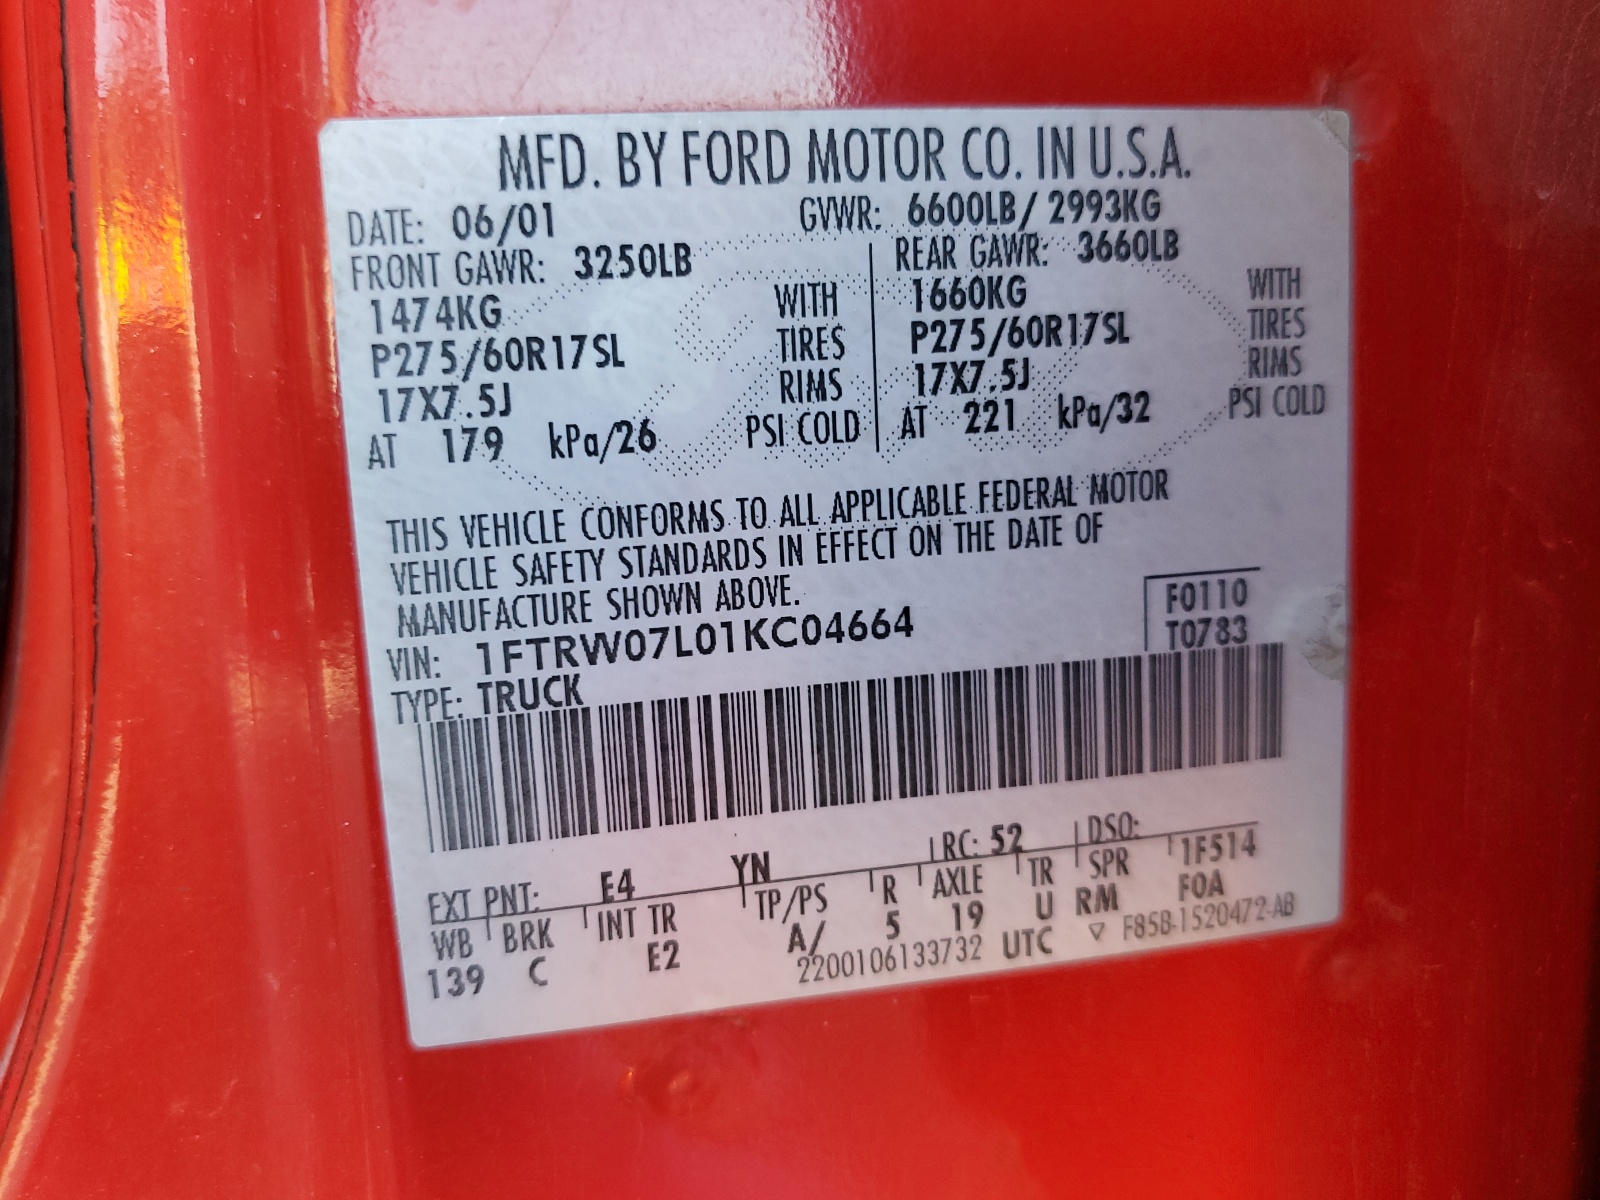 MFD. BY FORD MOTOR CO. IN U.S.A.
DATE: 06/01 GVWR: 6600LB/2993KG
FRONT GAWR: 3250LB REAR GAWR: 3660LB
1474KG WITH 1660KG WITH
P275/60R17SL TIRES P275/60R17SL TIRES
17X7.5J RIMS 17X7.5J RIMS
AT 179 kPa/26 PSI COLD AT 221 kPa/32 PSI COLD
THIS VEHICLE CONFORMS TO ALL APPLICABLE FEDERAL MOTOR
VEHICLE SAFETY STANDARDS IN EFFECT ON THE DATE OF
MANUFACTURE SHOWN ABOVE.
VIN: 1FTRW07L01KC04664 F0110
TYPE: TRUCK T0783
EXT PNT: E4 YN RC: 52 DSO:
WB BRK INT TR TP/PS R AXLE TR SPR 1F514
139 C E2 A/ 5 19 U RM FOA
2200106133732 UTC ▽ F85B-1520472-AB